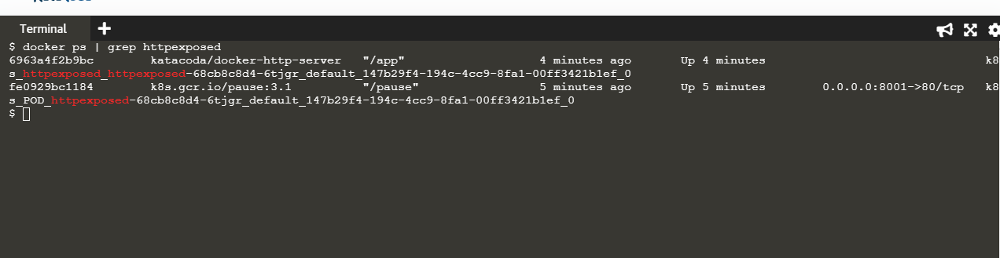 Terminal
$ docker ps | grep httpexposed
6963a4f2b9bc katacoda/docker-http-server "/app" 4 minutes ago Up 4 minutes k8
s_httpexposed_httpexposed-68cb8c8d4-6tjgr_default_147b29f4-194c-4cc9-8fa1-00ff3421b1ef_0
fe0929bc1184 k8s.gcr.io/pause:3.1 "/pause" 5 minutes ago Up 5 minutes 0.0.0.0:8001->80/tcp k8
s_POD_httpexposed-68cb8c8d4-6tjgr_default_147b29f4-194c-4cc9-8fa1-00ff3421b1ef_0
$